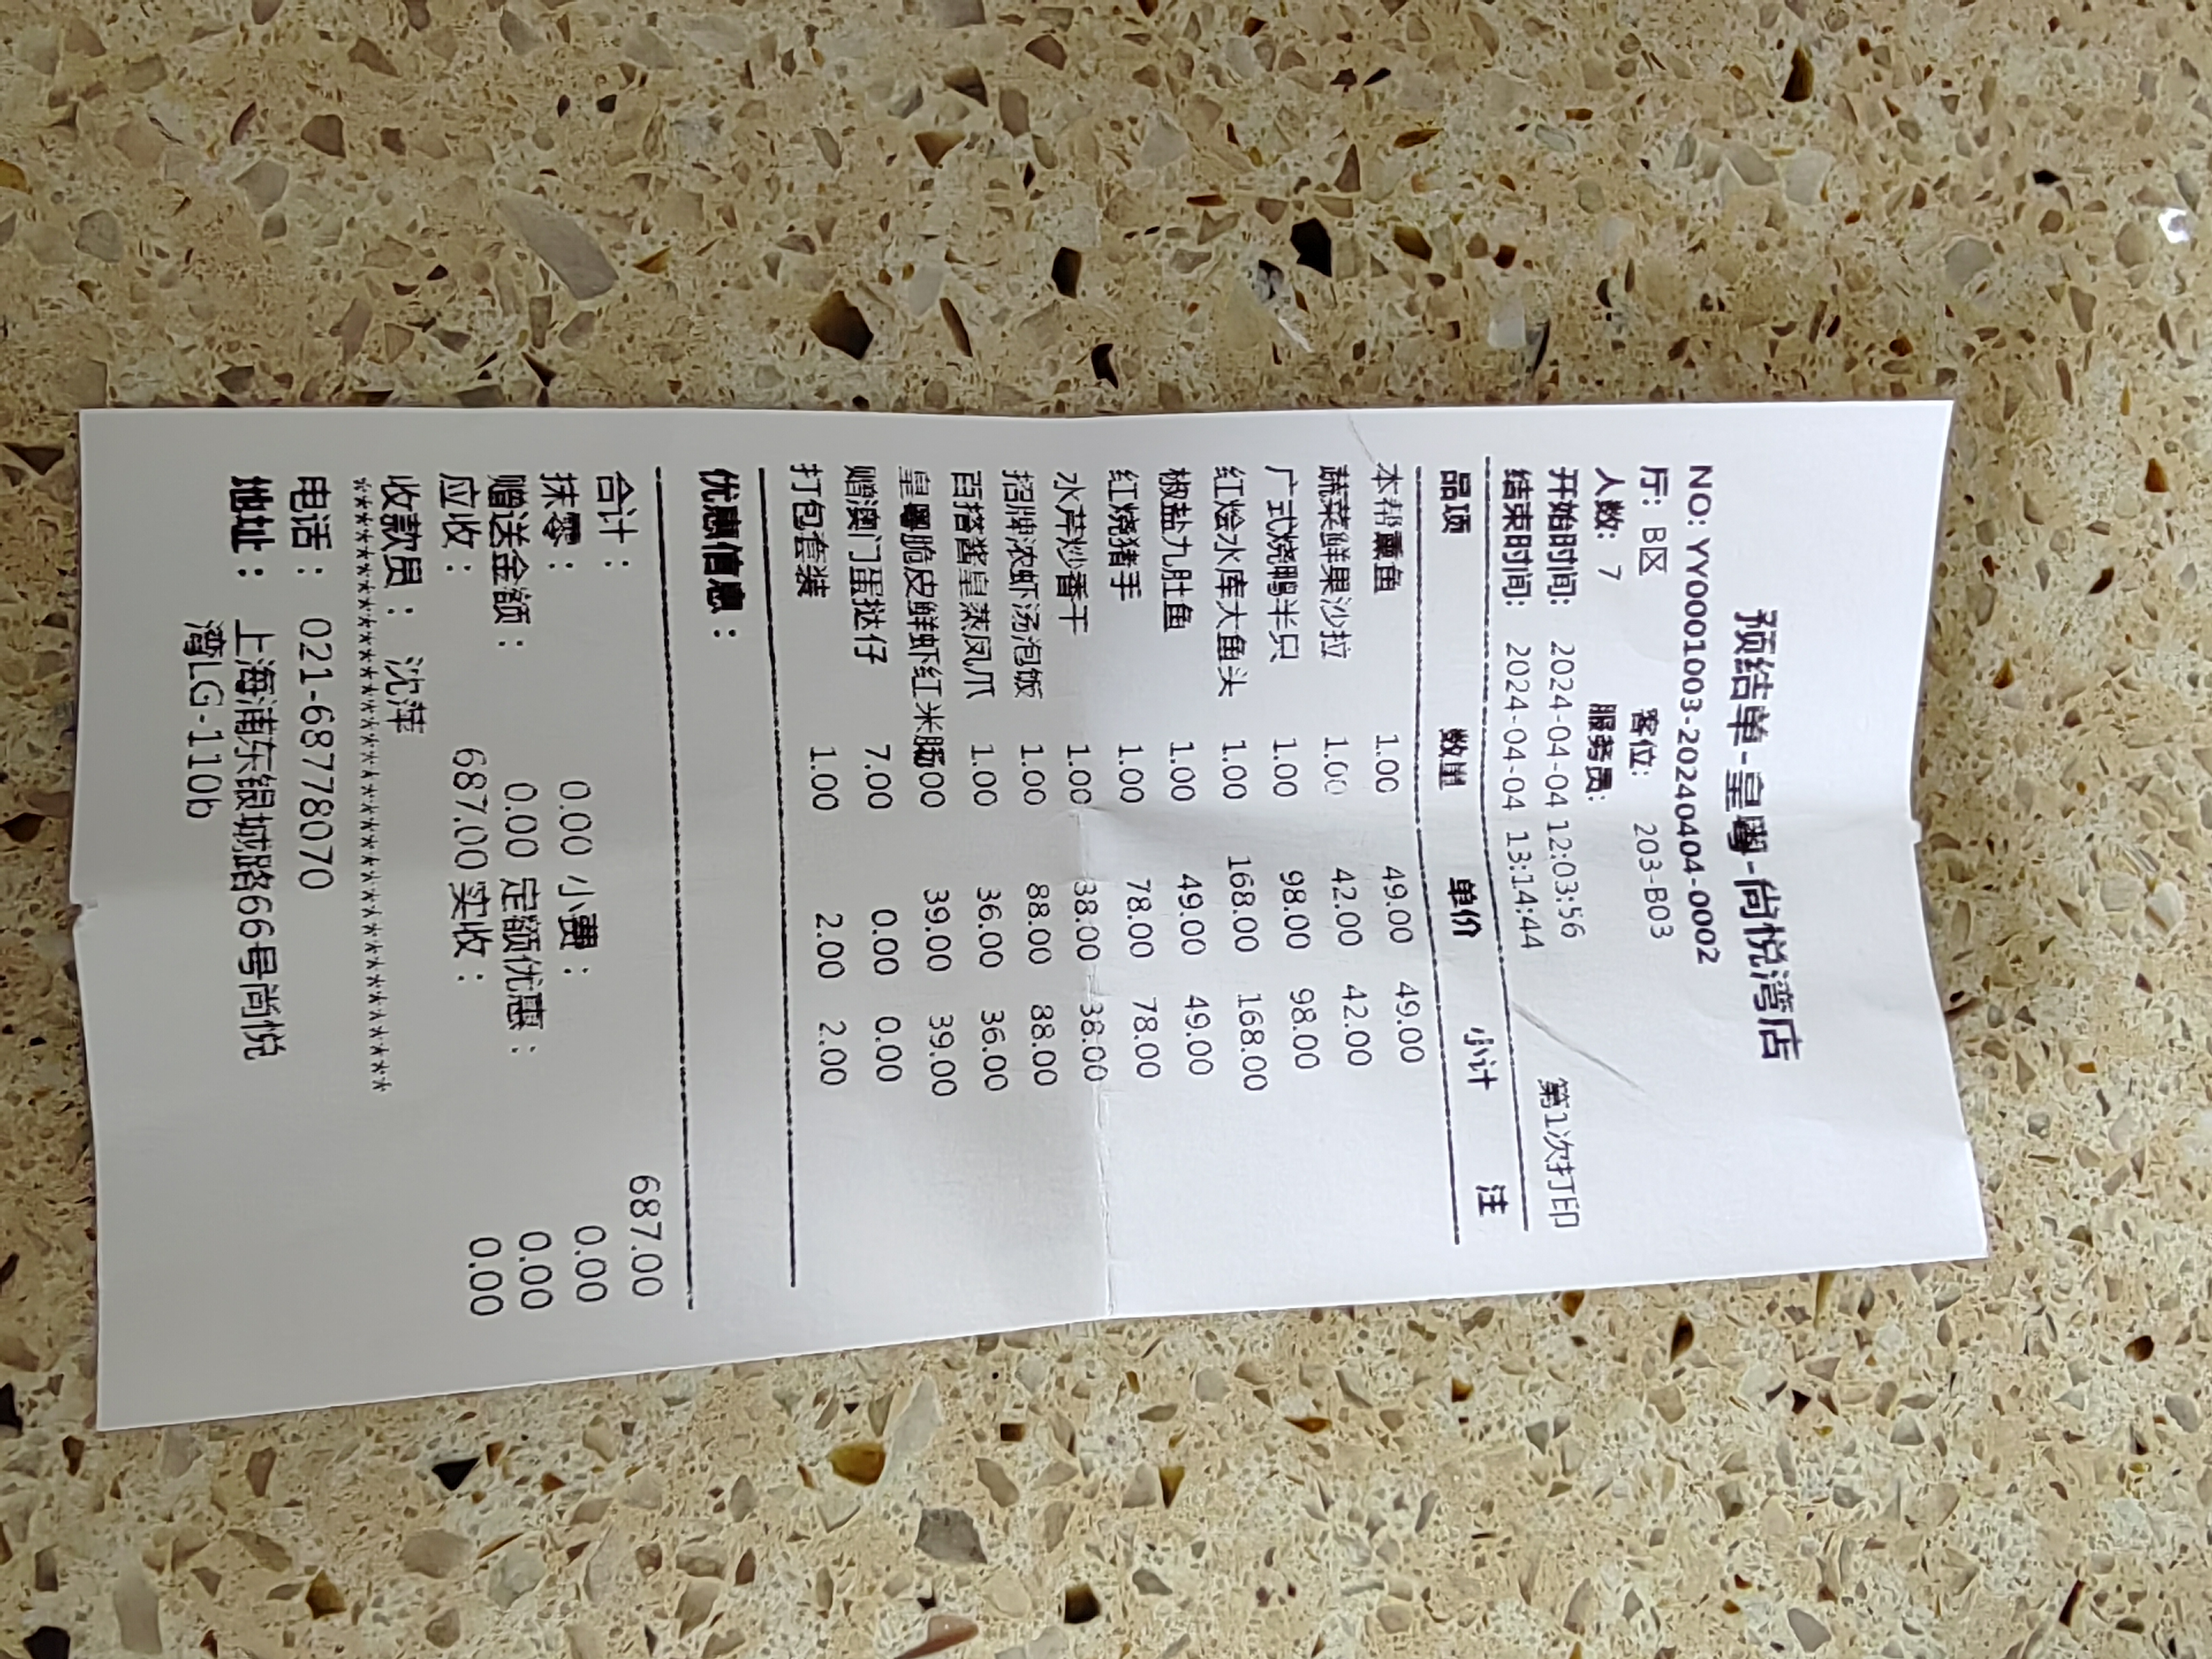 预结单-皇粤-尚悦湾店
NO: YY0001003-20240404-0002
厅: B区 客位: 203-B03
人数: 7 服务员:
开始时间: 2024-04-04 12:03:56
结束时间: 2024-04-04 13:14:44 第1次打印
品项 数量 单价 小计 注
本帮熏鱼 1.00 49.00 49.00
蔬菜鲜果沙拉 1.00 42.00 42.00
广式烧鸭半只 1.00 98.00 98.00
红烩水库大鱼头 1.00 168.00 168.00
椒盐九肚鱼 1.00 49.00 49.00
红烧猪手 1.00 78.00 78.00
水芹炒香干 1.00 38.00 38.00
招牌浓虾汤泡饭 1.00 88.00 88.00
百搭酱皇蒸凤爪 1.00 36.00 36.00
皇粤脆皮鲜虾红米肠.00 39.00 39.00
赠澳门蛋挞仔 7.00 0.00 0.00
打包套装 1.00 2.00 2.00
优惠信息：
合计： 687.00
抹零： 0.00 小费： 0.00
赠送金额： 0.00 定额优惠： 0.00
应收： 687.00 实收： 0.00
收款员： 沈萍
电话： 021-68778070
地址： 上海浦东银城路66号尚悦
湾LG-110b